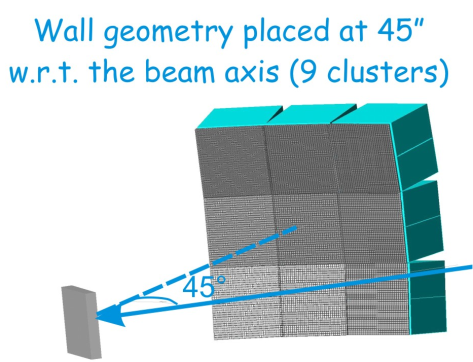 Wall geometry placed at 45”
w.r.t. the beam axis (9 clusters)
45°